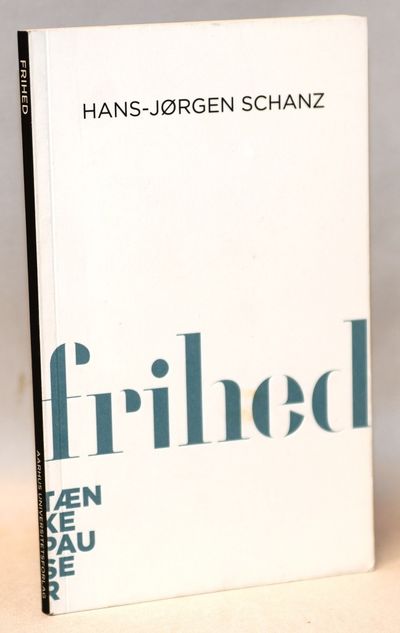 HANS-JØRGEN SCHANZ
frihed
TÆN
KE
PAU
SE
R
FRIHED
AARHUS UNIVERSITETSFORLAG